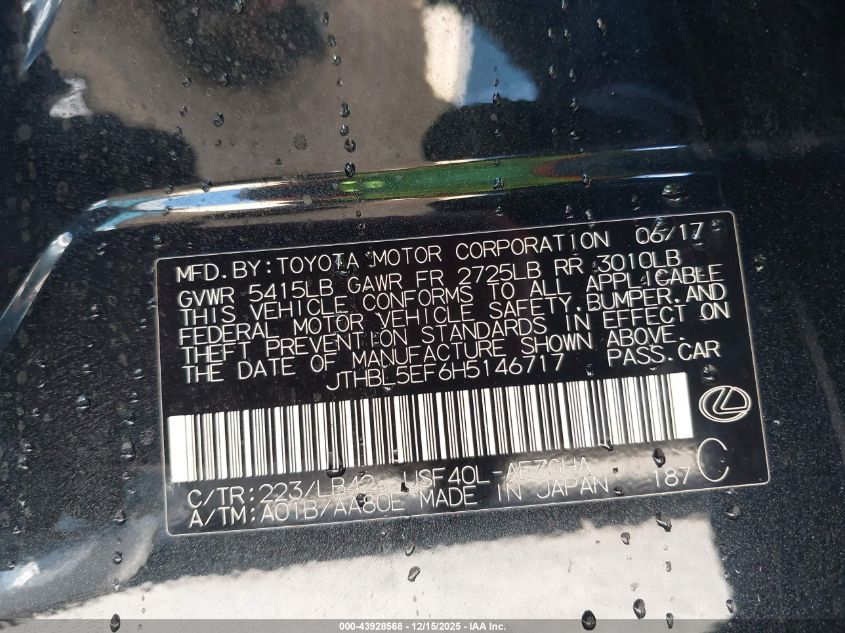 MFD. BY: TOYOTA MOTOR CORPORATION 06/17
GVWR 5415LB GAWR FR 2725LB RR 3010LB
THIS VEHICLE CONFORMS TO ALL APPLICABLE
FEDERAL MOTOR VEHICLE SAFETY, BUMPER, AND
THEFT PREVENTION STANDARDS IN EFFECT ON
THE DATE OF MANUFACTURE SHOWN ABOVE.
JTHBL5EF6H5146717 PASS. CAR
C/TR: 223/LB42 USF40L-AEZGHA
A/TM: A01B/AA80E MADE IN JAPAN 187 C
000-43928568 - 12/15/2025 - IAA Inc.